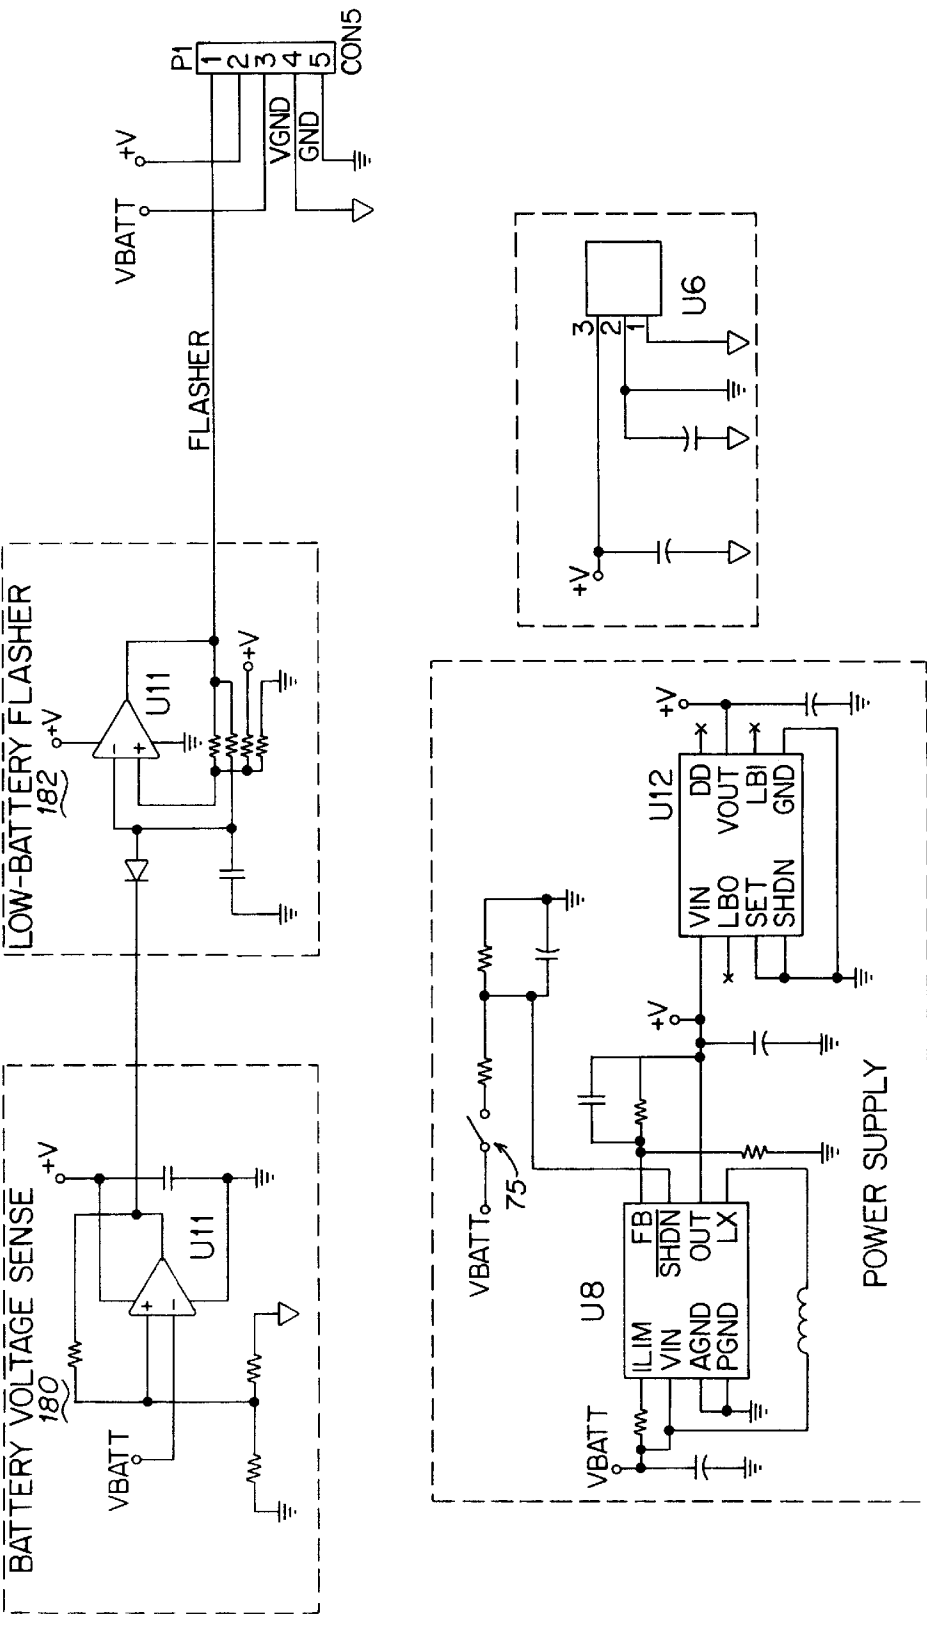 BATTERY VOLTAGE SENSE
180
+V
VBATT
+
-
U11
LOW-BATTERY FLASHER
182
+V
-
+
U11
+V
FLASHER
VBATT
+V
P1
1
2
3
4
5
CON5
VGND
GND
VBATT
75
VBATT
U8
ILIM
VIN
AGND
PGND
FB
SHDN
OUT
LX
+V
U12
VIN
LBO
SET
SHDN
DD
VOUT
LBI
GND
+V
POWER SUPPLY
+V
3
2
1
U6